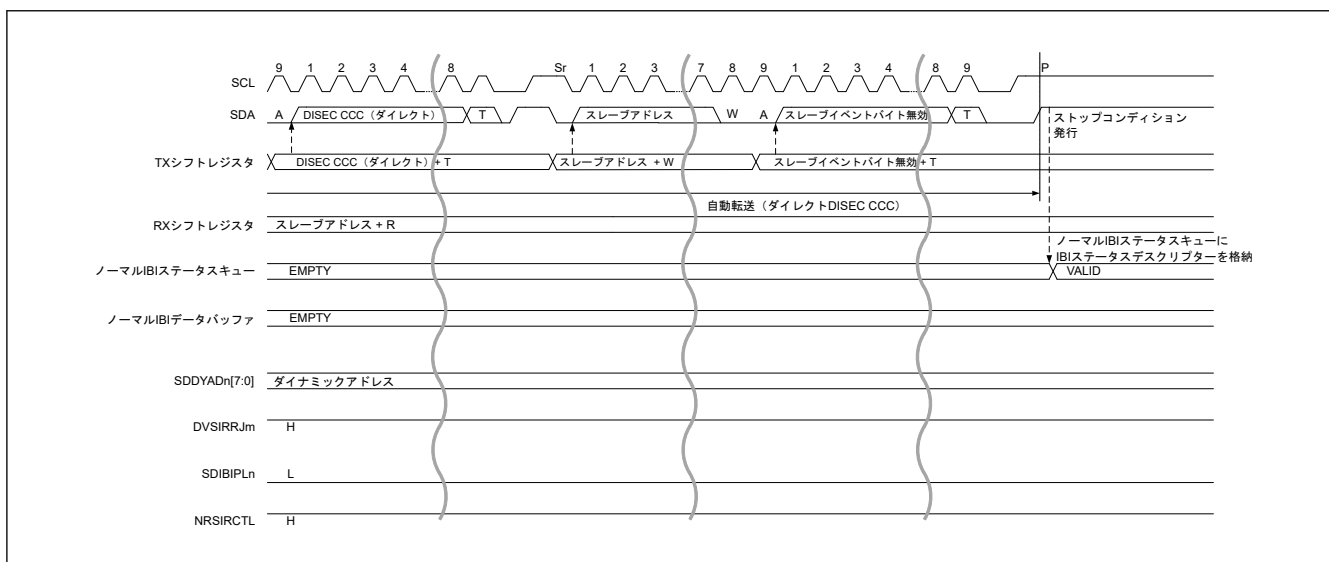 9 1 2 3 4 8 Sr 1 2 3 7 8 9 1 2 3 4 8 9 P
SCL
SDA A DISEC CCC（ダイレクト） T スレーブアドレス W A スレーブイベントバイト無効 T
ストップコンディション
発行
TXシフトレジスタ DISEC CCC（ダイレクト）+ T スレーブアドレス + W スレーブイベントバイト無効 + T
自動転送（ダイレクトDISEC CCC）
RXシフトレジスタ スレーブアドレス + R
ノーマルIBIステータスキューに
IBIステータスデスクリプターを格納
ノーマルIBIステータスキュー EMPTY VALID
ノーマルIBIデータバッファ EMPTY
SDDYADn[7:0] ダイナミックアドレス
DVSIRRJm H
SDIBIPLn L
NRSIRCTL H